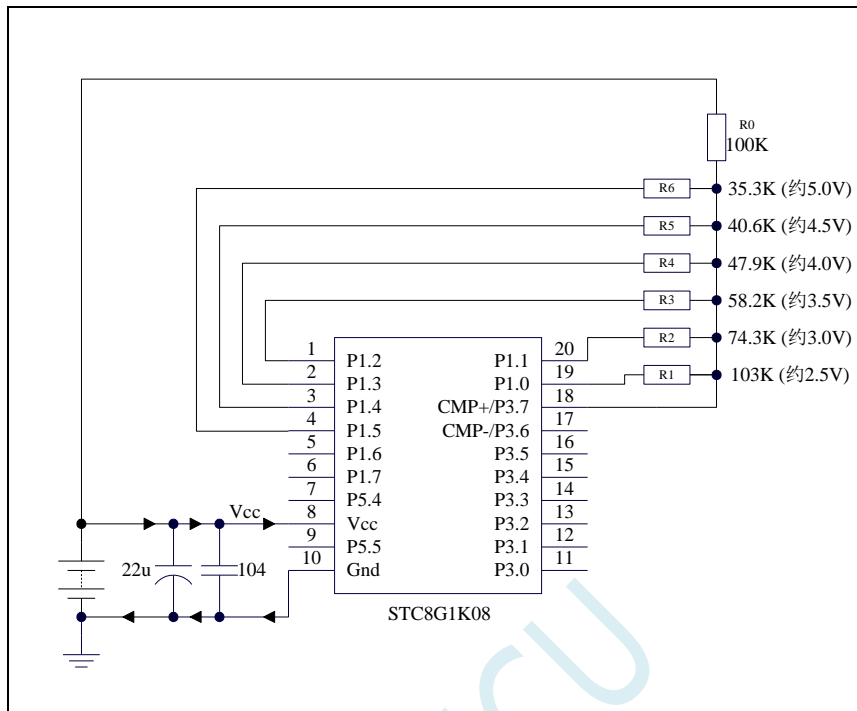 R0
100K
R6 35.3K (约5.0V)
R5 40.6K (约4.5V)
R4 47.9K (约4.0V)
R3 58.2K (约3.5V)
R2 74.3K (约3.0V)
R1 103K (约2.5V)
1 P1.2 P1.1 20
2 P1.3 P1.0 19
3 P1.4 CMP+/P3.7 18
4 P1.5 CMP-/P3.6 17
5 P1.6 P3.5 16
6 P1.7 P3.4 15
7 P5.4 P3.3 14
Vcc 8 Vcc P3.2 13
9 P5.5 P3.1 12
10 Gnd P3.0 11
22u 104
STC8G1K08
CU